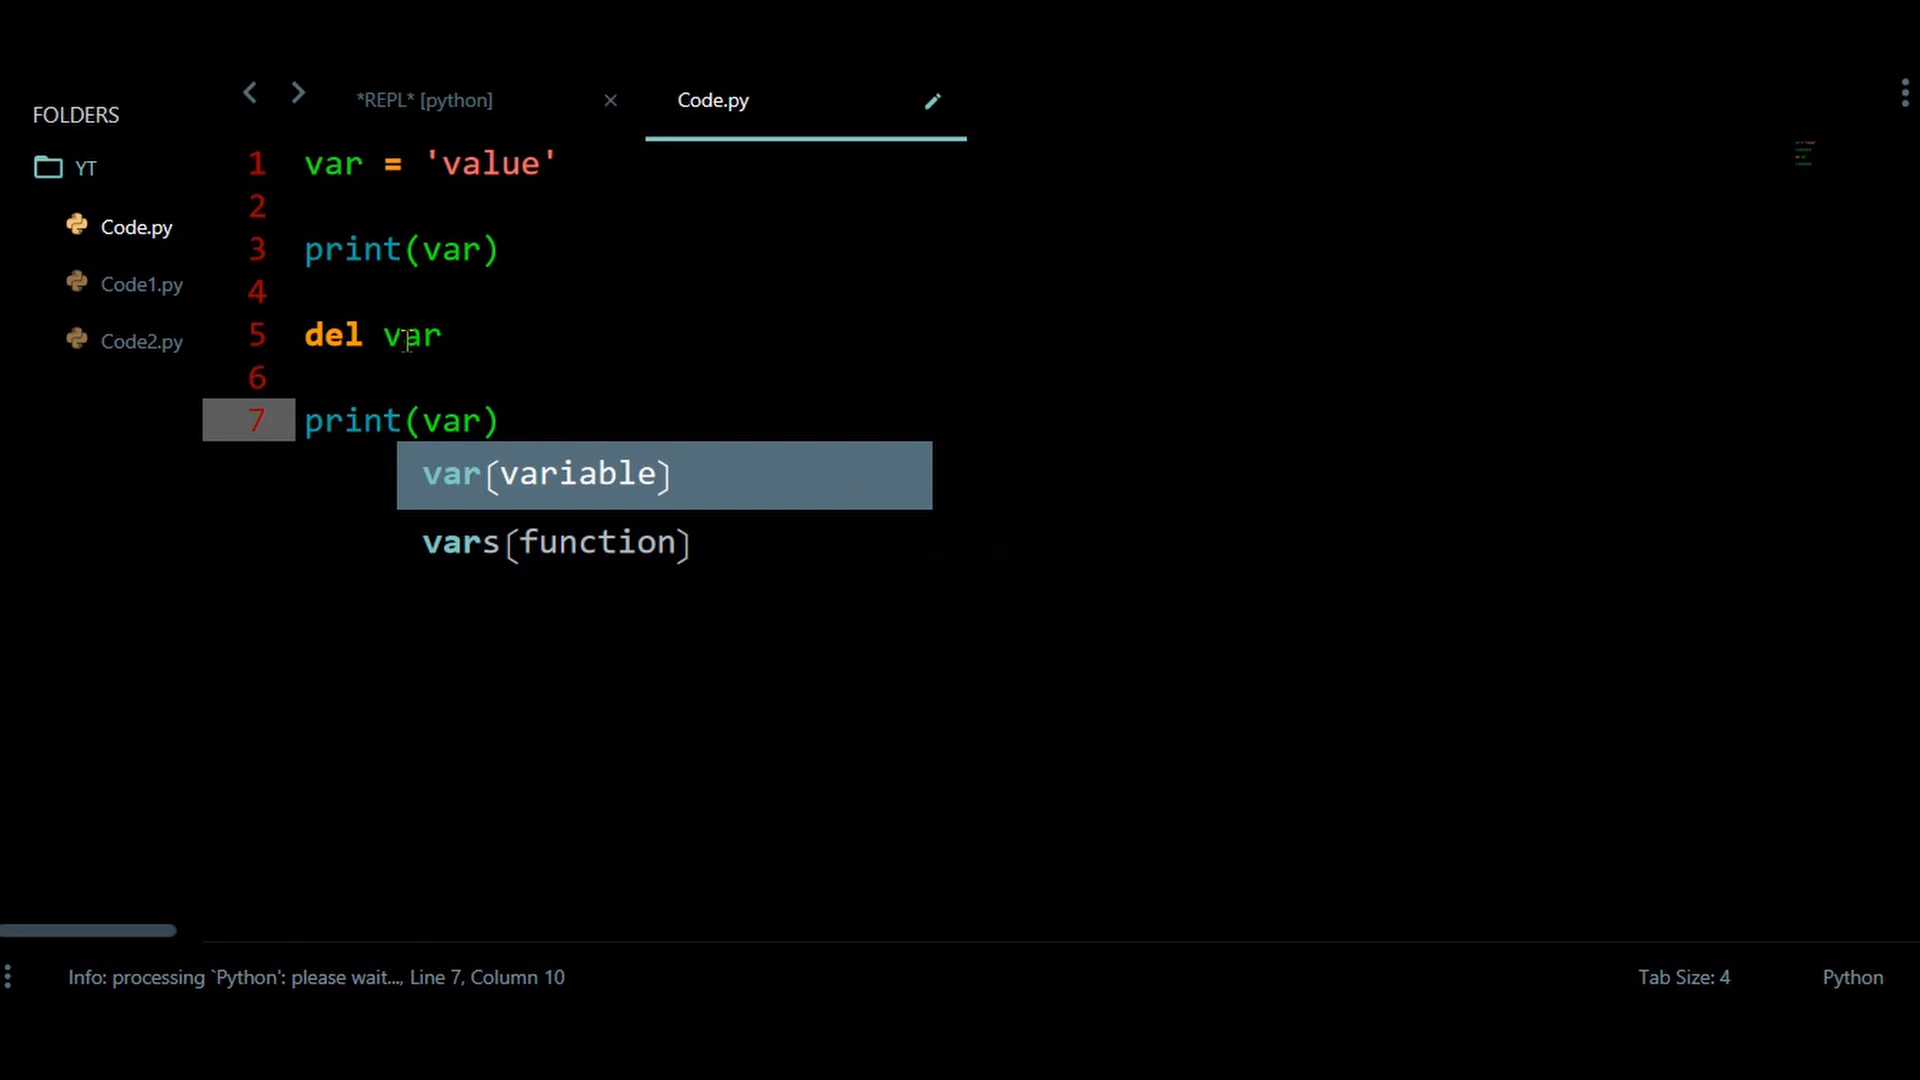 FOLDERS
YT
Code.py
Code1.py
Code2.py
*REPL* [python]
Code.py
1 var = 'value'
2
3 print(var)
4
5 del var
6
7 print(var)
var(variable)
vars(function)
Info: processing `Python': please wait..., Line 7, Column 10
Tab Size: 4
Python